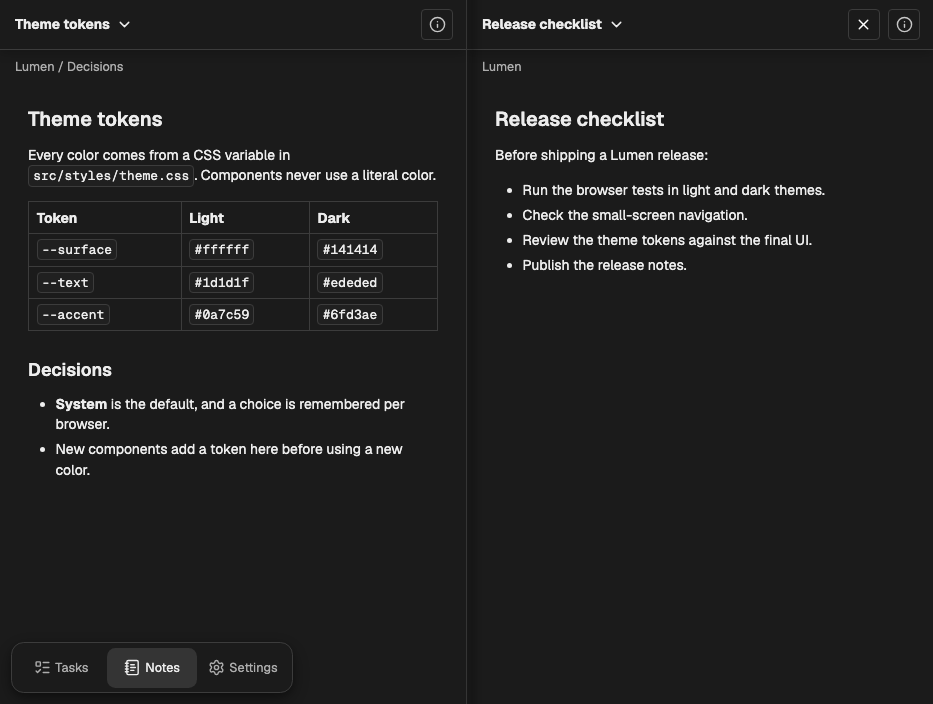 Theme tokens
Lumen / Decisions
Theme tokens
Every color comes from a CSS variable in
src/styles/theme.css. Components never use a literal color.
Token Light Dark
--surface #ffffff #141414
--text #1d1d1f #ededed
--accent #0a7c59 #6fd3ae
Decisions
• System is the default, and a choice is remembered per
browser.
• New components add a token here before using a new
color.
Tasks Notes Settings
Release checklist
Lumen
Release checklist
Before shipping a Lumen release:
• Run the browser tests in light and dark themes.
• Check the small-screen navigation.
• Review the theme tokens against the final UI.
• Publish the release notes.